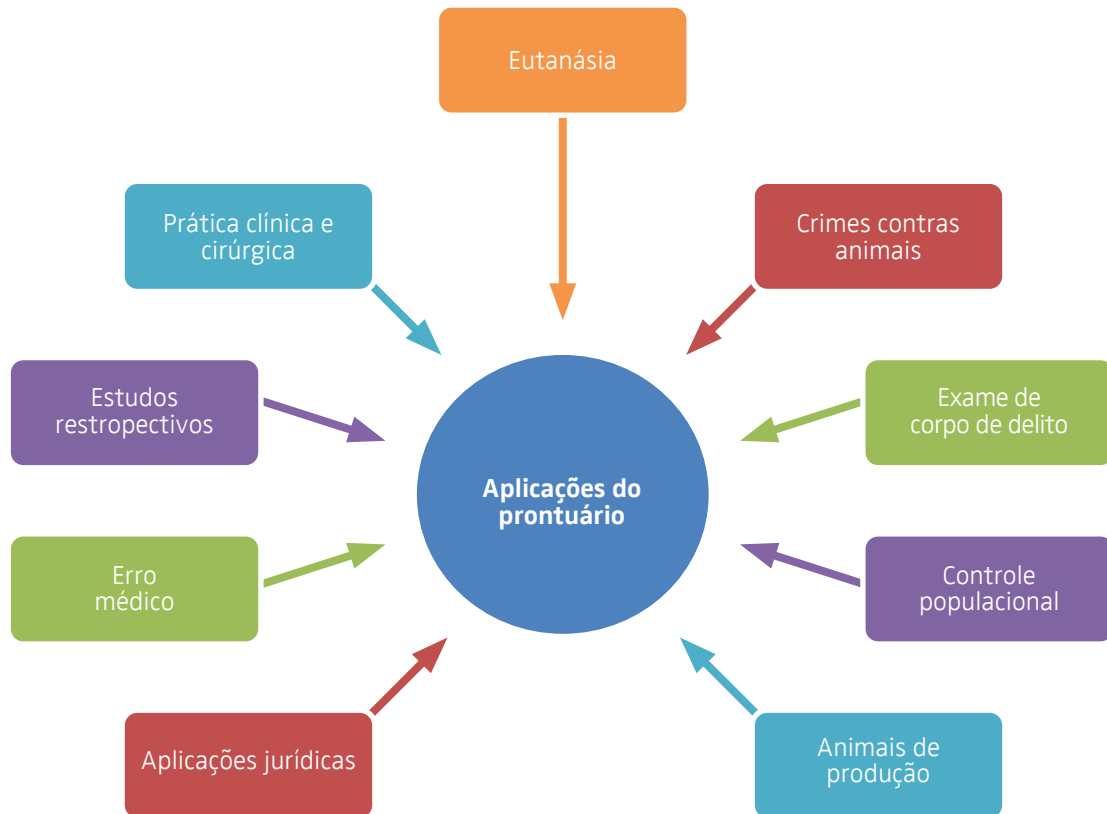 Eutanásia
Prática clínica e
cirúrgica
Crimes contras
animais
Estudos
restropectivos
Exame de
corpo de delito
Aplicações do
prontuário
Erro
médico
Controle
populacional
Aplicações jurídicas
Animais de
produção